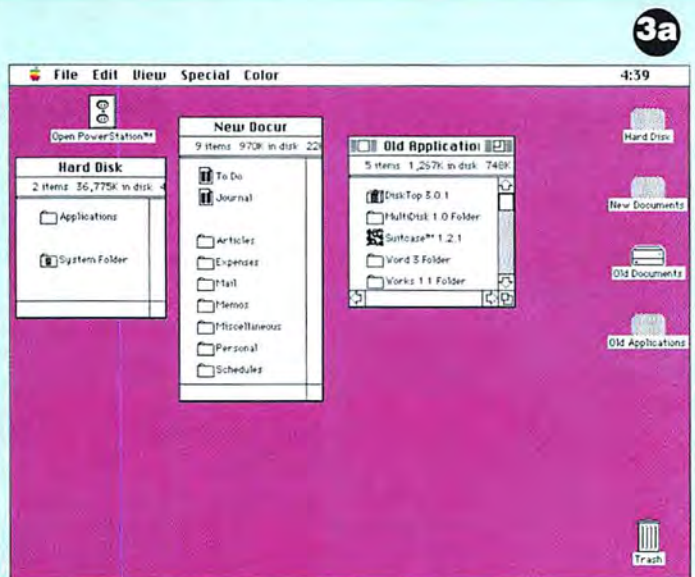 3a
File Edit View Special Color 4:39
Open PowerStation™
Hard Disk
2 items 36,775K in disk 4
Applications
System Folder
New Docur
9 items 970K in disk 22
To Do
Journal
Articles
Expenses
Mail
Memos
Miscellaneous
Personal
Schedules
Old Application
5 items 1,267K in disk 748K
DiskTop 3.0.1
MultiDisk 1.0 Folder
Suitcase™ 1.2.1
Word 3 Folder
Works 1.1 Folder
Hard Disk
New Documents
Old Documents
Old Applications
Trash